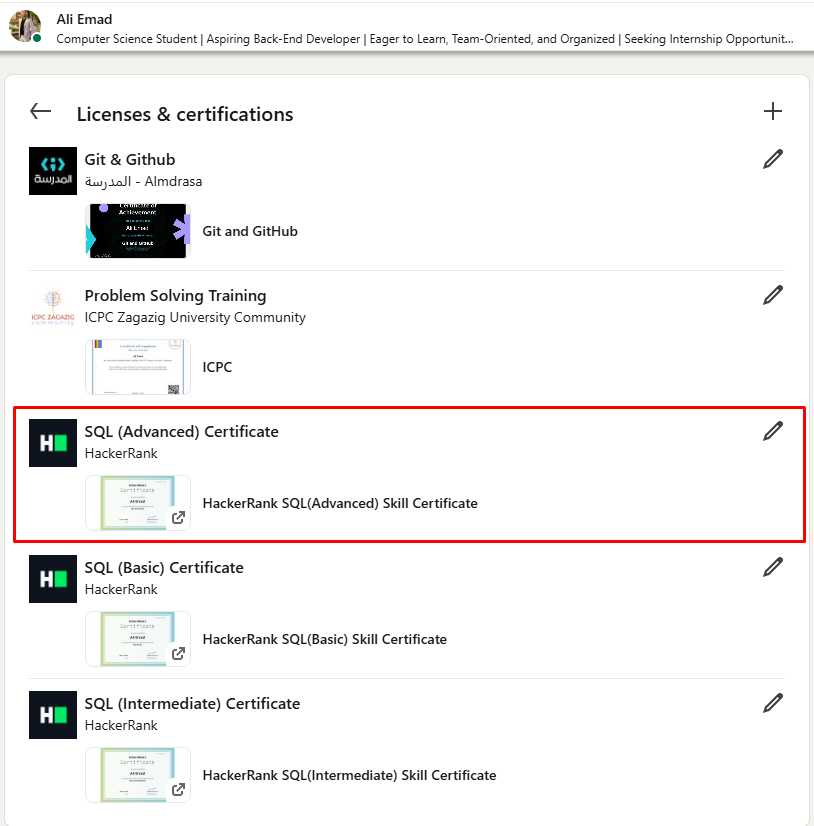 Ali Emad
Computer Science Student | Aspiring Back-End Developer | Eager to Learn, Team-Oriented, and Organized | Seeking Internship Opportunit...
Licenses & certifications
المدرسة
Git & Github
المدرسة - Almdrasa
Certificate of
Achievement
Ali Emad
Git and GitHub
Git and GitHub
ICPC ZAGAZIG
Problem Solving Training
ICPC Zagazig University Community
ICPC
H
SQL (Advanced) Certificate
HackerRank
Certificate
Ali Emad
HackerRank SQL(Advanced) Skill Certificate
H
SQL (Basic) Certificate
HackerRank
Certificate
Ali Emad
HackerRank SQL(Basic) Skill Certificate
H
SQL (Intermediate) Certificate
HackerRank
Certificate
Ali Emad
HackerRank SQL(Intermediate) Skill Certificate